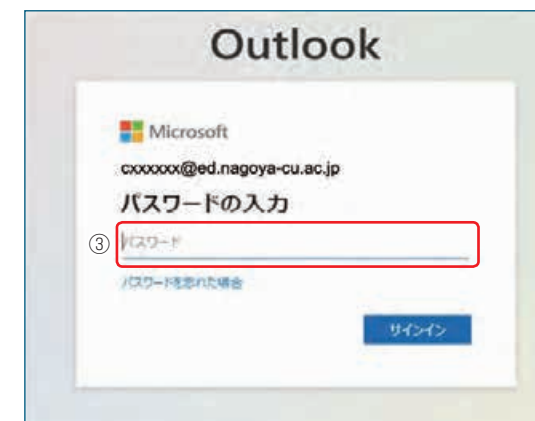 Outlook
Microsoft
cxxxxxx@ed.nagoya-cu.ac.jp
パスワードの入力
③ パスワード
パスワードを忘れた場合
サインイン